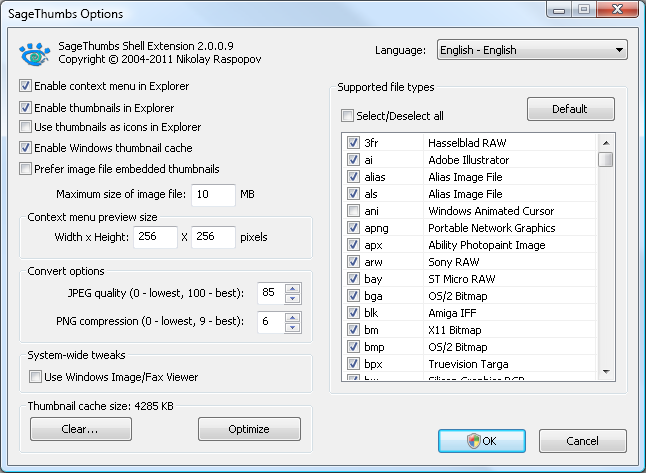 SageThumbs Options
SageThumbs Shell Extension 2.0.0.9
Copyright © 2004-2011 Nikolay Raspopov
Language: English - English
Enable context menu in Explorer
Enable thumbnails in Explorer
Use thumbnails as icons in Explorer
Enable Windows thumbnail cache
Prefer image file embedded thumbnails
Maximum size of image file: 10 MB
Context menu preview size
Width x Height: 256 X 256 pixels
Convert options
JPEG quality (0 - lowest, 100 - best): 85
PNG compression (0 - lowest, 9 - best): 6
System-wide tweaks
Use Windows Image/Fax Viewer
Thumbnail cache size: 4285 KB
Clear... Optimize
Supported file types
Select/Deselect all Default
3fr Hasselblad RAW
ai Adobe Illustrator
alias Alias Image File
als Alias Image File
ani Windows Animated Cursor
apng Portable Network Graphics
apx Ability Photopaint Image
arw Sony RAW
bay ST Micro RAW
bga OS/2 Bitmap
blk Amiga IFF
bm X11 Bitmap
bmp OS/2 Bitmap
bpx Truevision Targa
bw Silicon Graphics RGB
OK Cancel